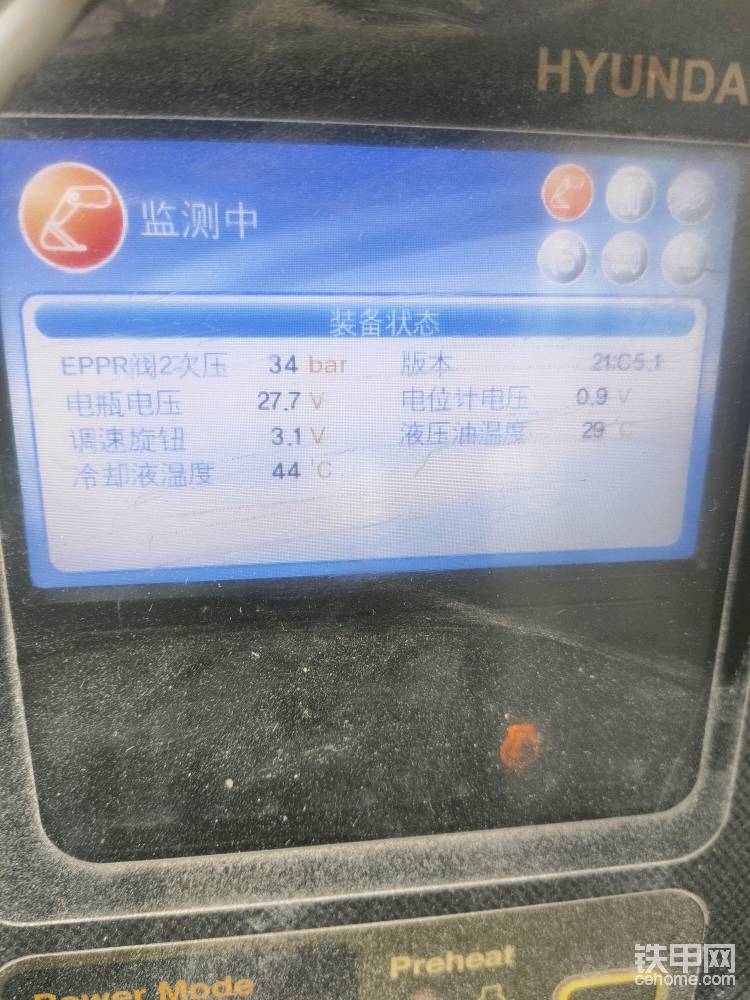 HYUNDA
监测中
装备状态
EPPR阀2次压 34 bar 版本 21.C5.1
电瓶电压 27.7 V 电位计电压 0.9 V
调速旋钮 3.1 V 液压油温度 29 °C
冷却液温度 44 °C
Preheat
Power Mode
铁甲网
cehome.com